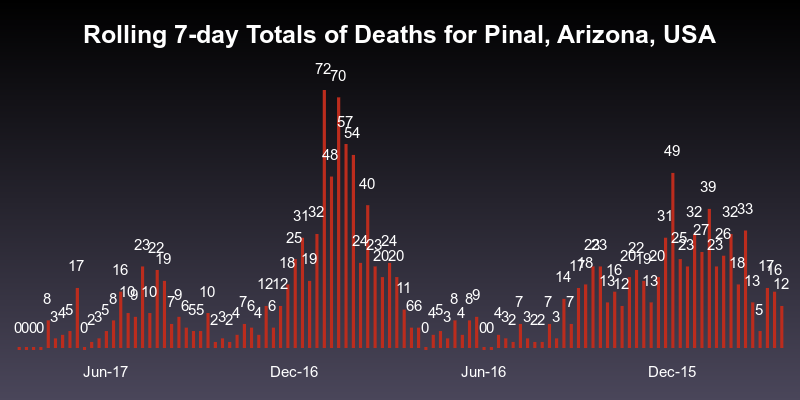 Rolling 7-day Totals of Deaths for Pinal, Arizona, USA
0 0 0 0 8 3 4 5 17 0 2 3 5 8 16 10 9 23 10 22 19 7 9 6 5 5 10 2 3 2 4 7 6 4 12 6 12 18 25 31 19 32 72 48 70 57 54 24 40 23 20 24 20 11 6 6 0 4 5 3 8 4 8 9 0 0 4 3 2 7 3 2 2 7 3 14 7 17 18 23 23 13 16 12 20 22 19 13 20 31 49 25 23 32 27 39 23 26 32 18 33 13 5 17 16 12
Jun-17 Dec-16 Jun-16 Dec-15